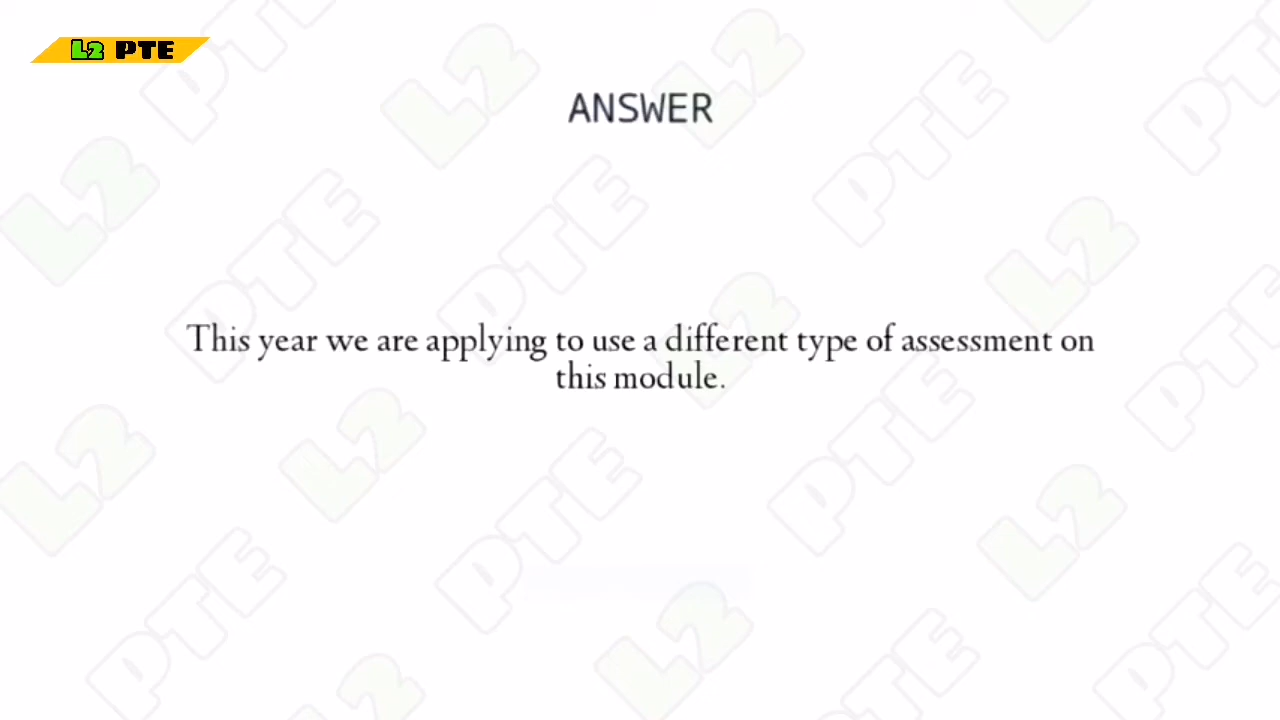 L2 PTE
ANSWER
This year we are applying to use a different type of assessment on
this module.